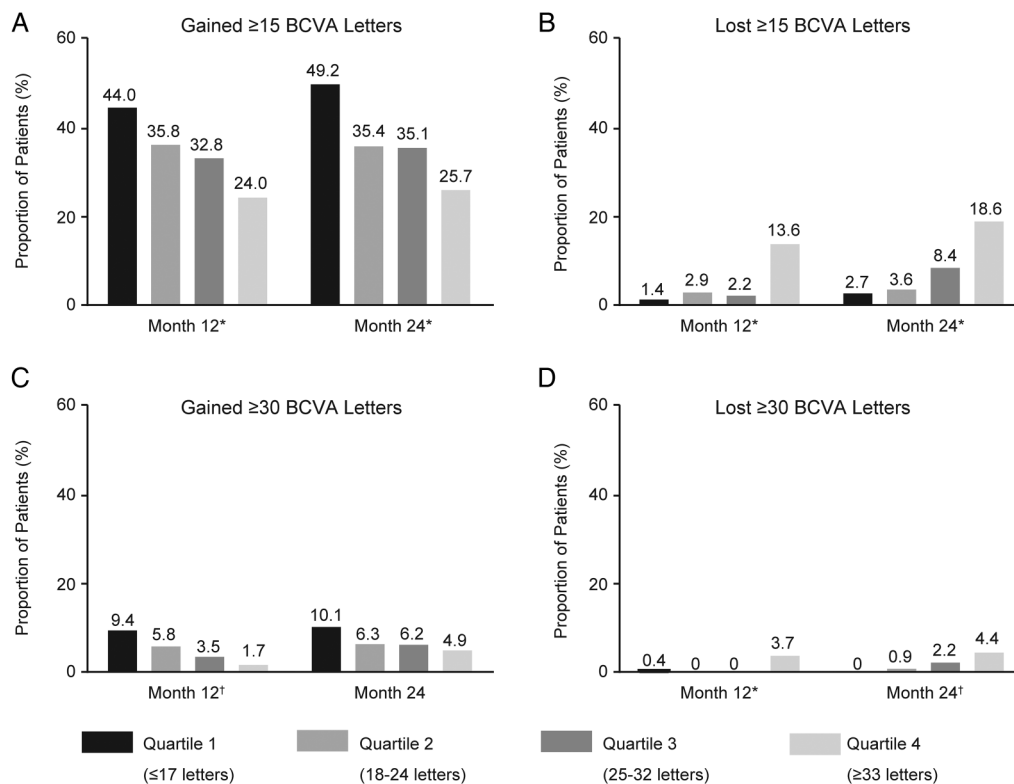 A
Gained ≥15 BCVA Letters
Proportion of Patients (%)
60
40
20
0
44.0
35.8
32.8
24.0
49.2
35.4
35.1
25.7
Month 12*
Month 24*
B
Lost ≥15 BCVA Letters
Proportion of Patients (%)
60
40
20
0
1.4
2.9
2.2
13.6
2.7
3.6
8.4
18.6
Month 12*
Month 24*
C
Gained ≥30 BCVA Letters
Proportion of Patients (%)
60
40
20
0
9.4
5.8
3.5
1.7
10.1
6.3
6.2
4.9
Month 12†
Month 24
D
Lost ≥30 BCVA Letters
Proportion of Patients (%)
60
40
20
0
0.4
0
0
3.7
0
0.9
2.2
4.4
Month 12*
Month 24†
Quartile 1
(≤17 letters)
Quartile 2
(18-24 letters)
Quartile 3
(25-32 letters)
Quartile 4
(≥33 letters)